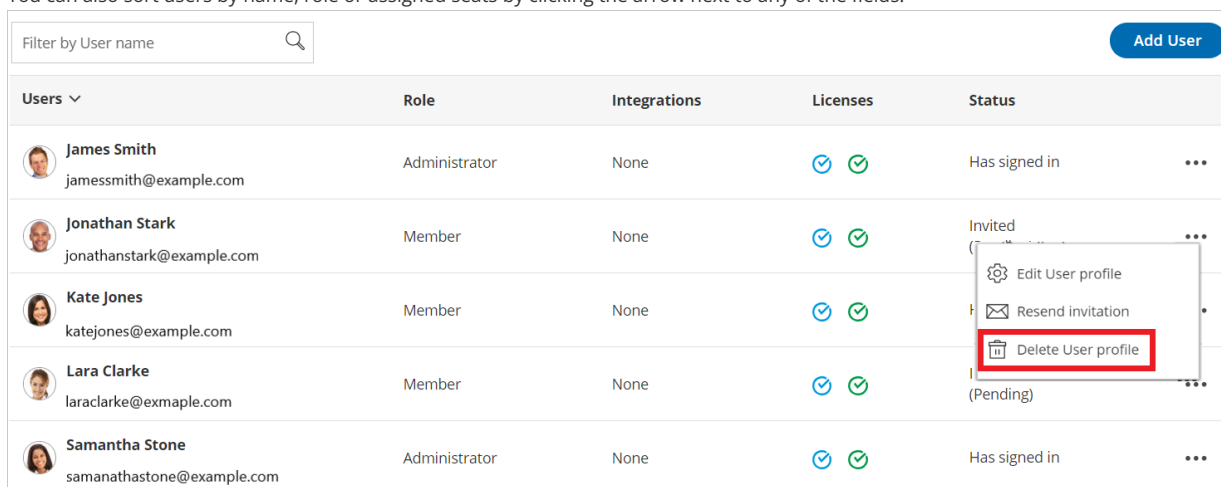 You can also sort users by name, role or assigned seats by clicking the arrow next to any of the fields.
Filter by User name
Add User
Users Role Integrations Licenses Status
James Smith
jamessmith@example.com
Administrator None Has signed in
Jonathan Stark
jonathanstark@example.com
Member None Invited
Edit User profile
Resend invitation
Delete User profile
Kate Jones
katejones@example.com
Member None
Lara Clarke
laraclarke@exmaple.com
Member None
(Pending)
Samantha Stone
samanathastone@example.com
Administrator None Has signed in